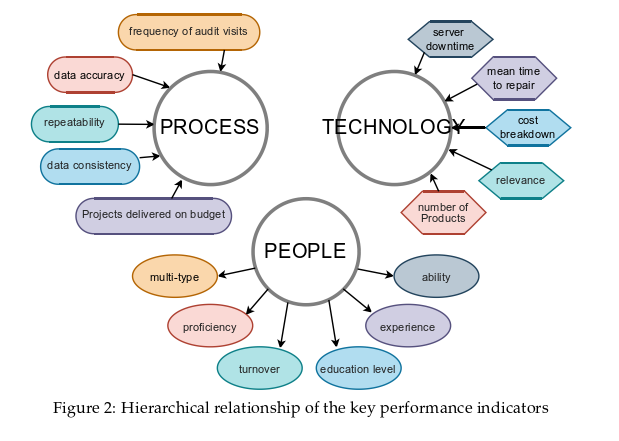 frequency of audit visits
data accuracy
repeatability
data consistency
Projects delivered on budget
PROCESS
server
downtime
mean time
to repair
cost
breakdown
relevance
number of
Products
TECHNOLOGY
PEOPLE
multi-type
proficiency
turnover
education level
experience
ability
Figure 2: Hierarchical relationship of the key performance indicators